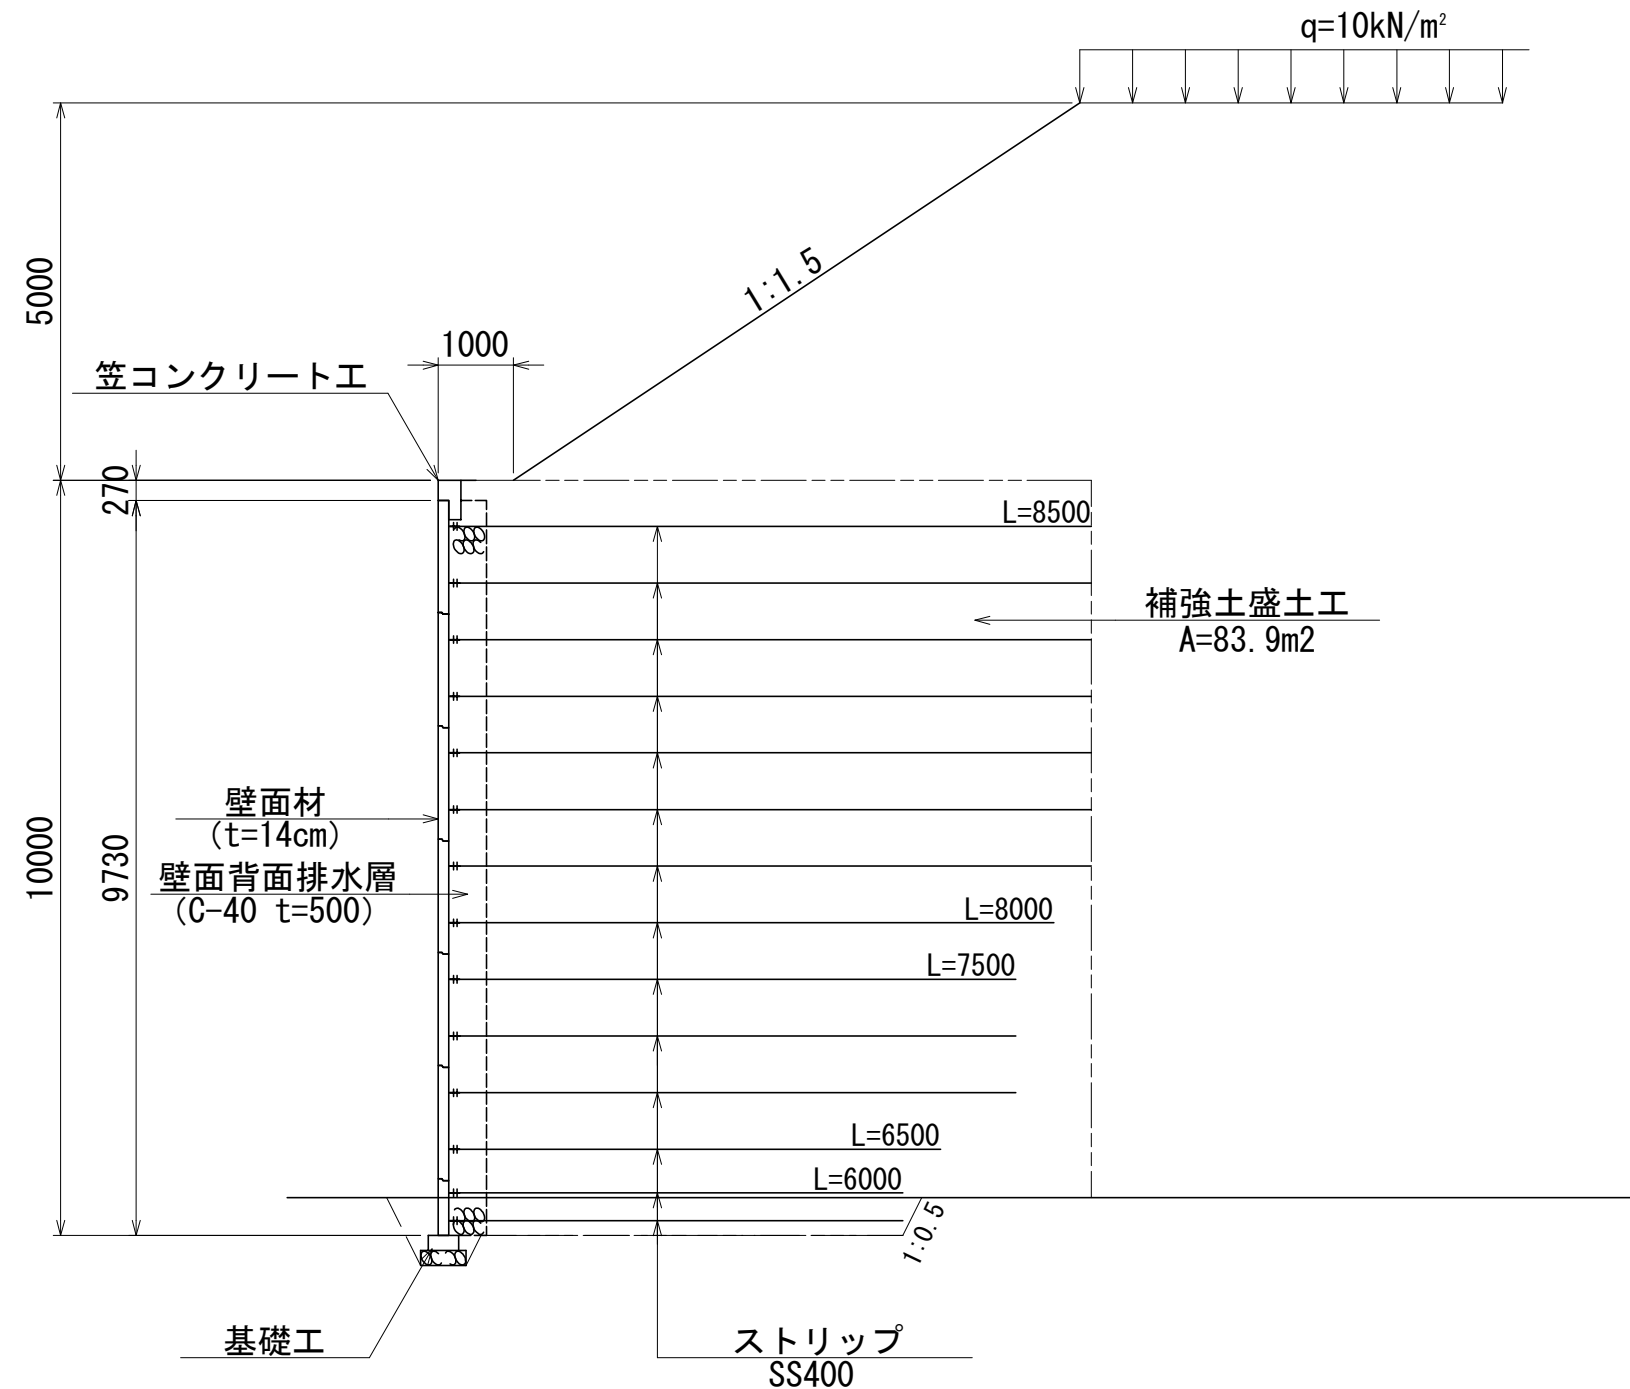 q=10kN/m²
5000
1:1.5
1000
笠コンクリート工
270
L=8500
補強土盛土工
A=83.9m2
10000
9730
壁面材
(t=14cm)
壁面背面排水層
(C-40 t=500)
L=8000
L=7500
L=6500
L=6000
1:0.5
基礎工
ストリップ
SS400